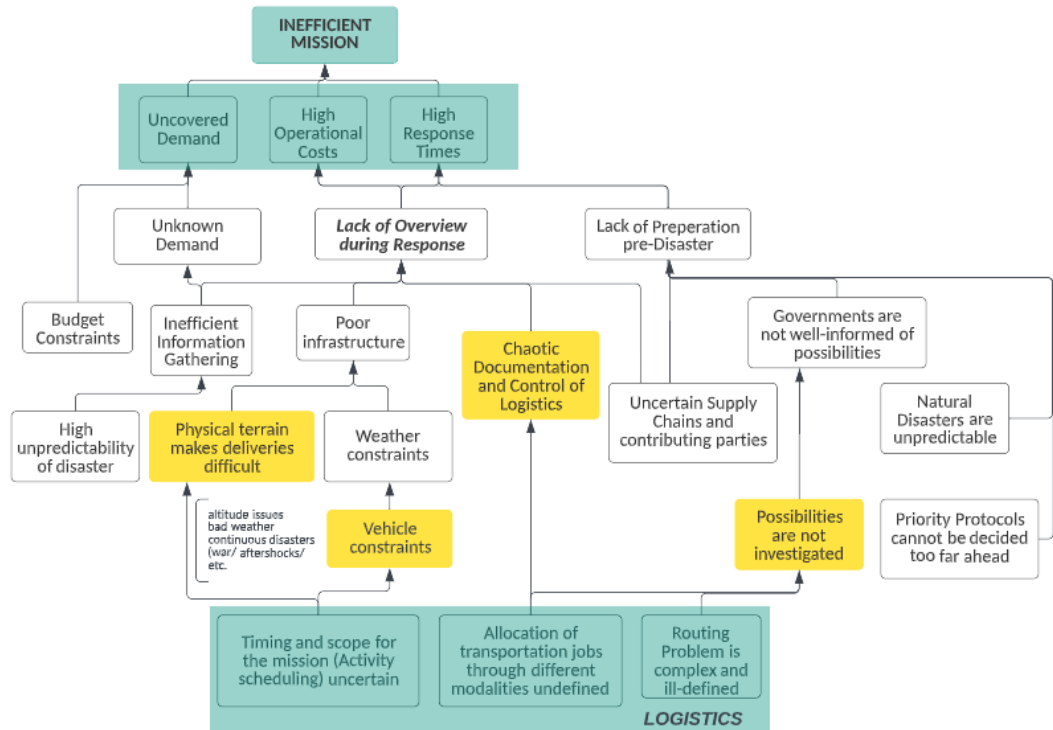 INEFFICIENT
MISSION
Uncovered
Demand
High
Operational
Costs
High
Response
Times
Unknown
Demand
Lack of Overview
during Response
Lack of Preperation
pre-Disaster
Budget
Constraints
Inefficient
Information
Gathering
Poor
infrastructure
Chaotic
Documentation
and Control of
Logistics
Governments are
not well-informed of
possibilities
High
unpredictability
of disaster
Physical terrain
makes deliveries
difficult
Weather
constraints
Uncertain Supply
Chains and
contributing parties
Natural
Disasters are
unpredictable
altitude issues
bad weather
continuous disasters
(war/ aftershocks/
etc.
Vehicle
constraints
Possibilities
are not
investigated
Priority Protocols
cannot be decided
too far ahead
Timing and scope for
the mission (Activity
scheduling) uncertain
Allocation of
transportation jobs
through different
modalities undefined
Routing
Problem is
complex and
ill-defined
LOGISTICS